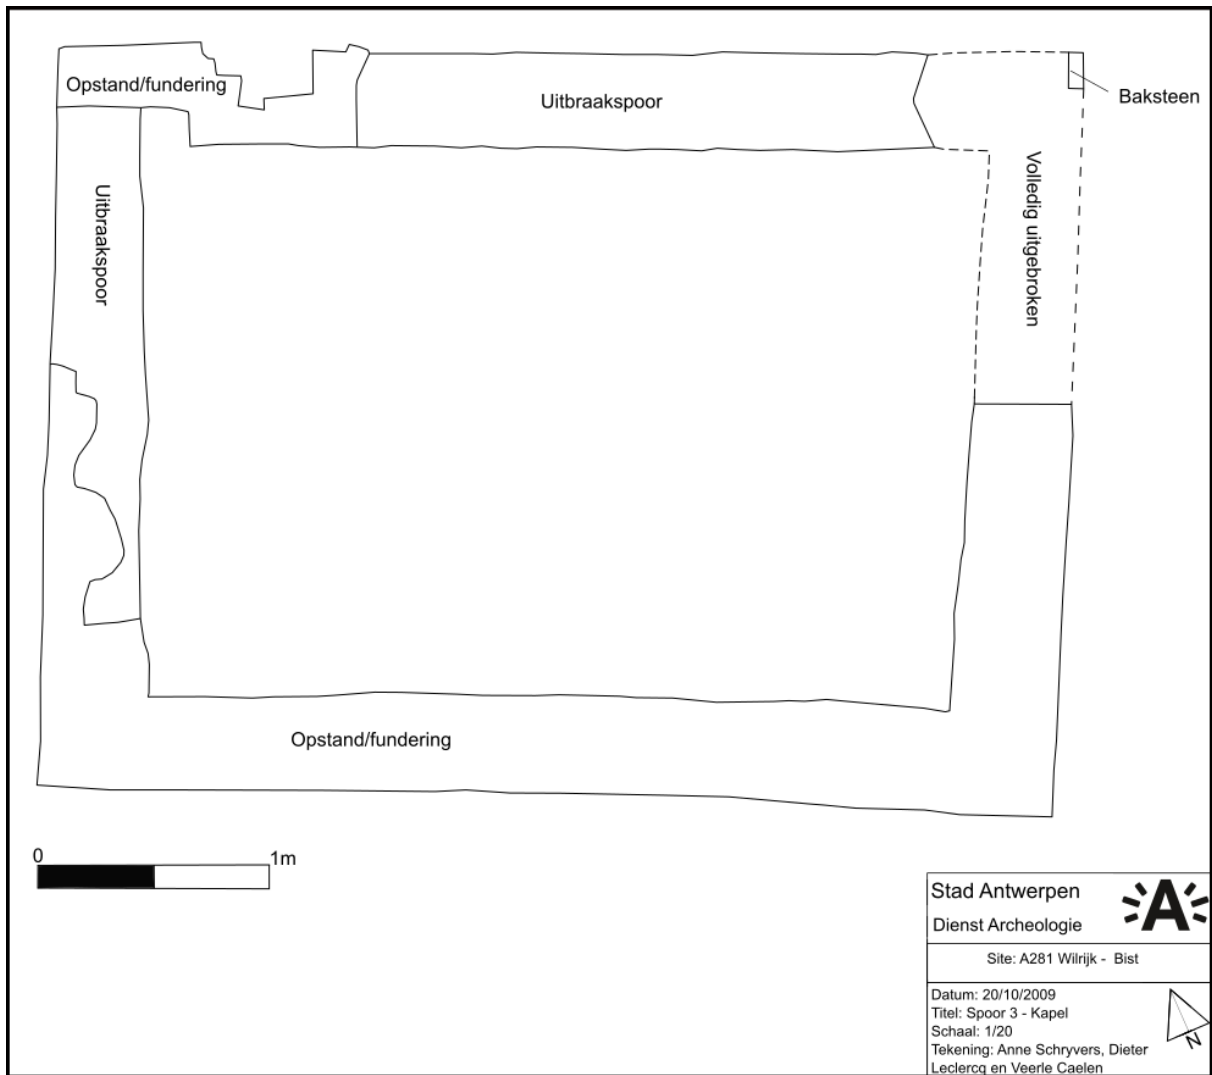 Opstand/fundering
Uitbraakspoor
Baksteen
Uitbraakspoor
Volledig uitgebroken
Opstand/fundering
0
1m
Stad Antwerpen
Dienst Archeologie
A
Site: A281 Wilrijk - Bist
Datum: 20/10/2009
Titel: Spoor 3 - Kapel
Schaal: 1/20
Tekening: Anne Schryvers, Dieter
Leclercq en Veerle Caelen
N